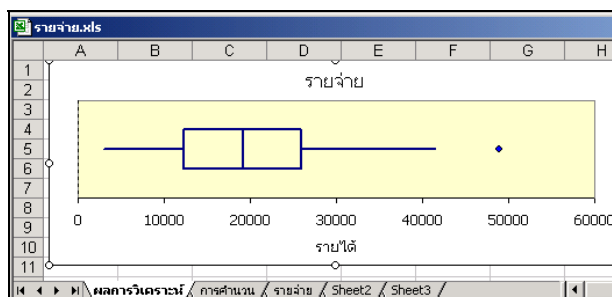 รายจ่าย.xls
A B C D E F G H
1
2
3
4
5
6
7
8
9
10
11
รายจ่าย
0 10000 20000 30000 40000 50000 60000
รายได้
ผลการวิเคราะห์ การคำนวน รายจ่าย Sheet2 Sheet3